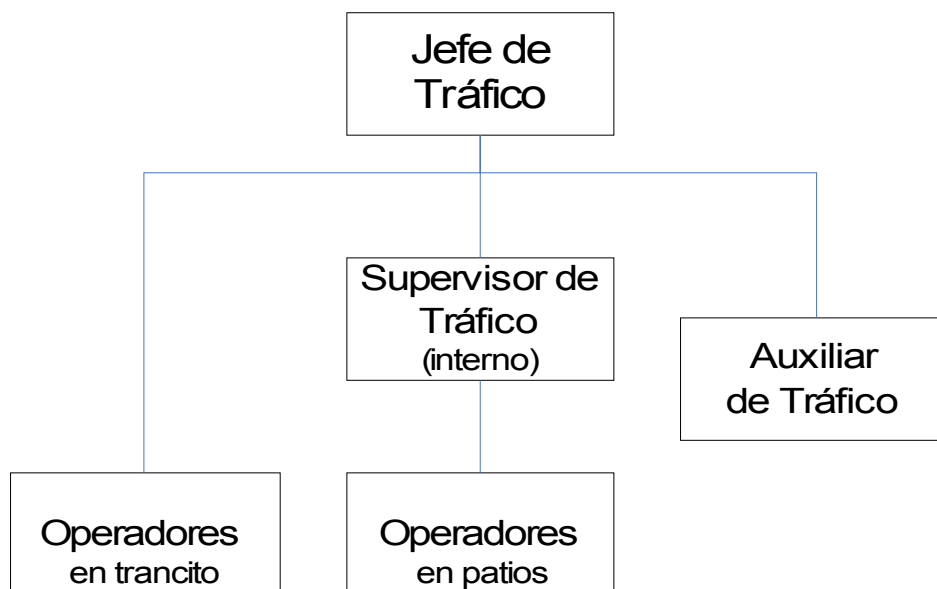 Jefe de
Tráfico
Supervisor de
Tráfico
(interno)
Auxiliar
de Tráfico
Operadores
en trancito
Operadores
en patios